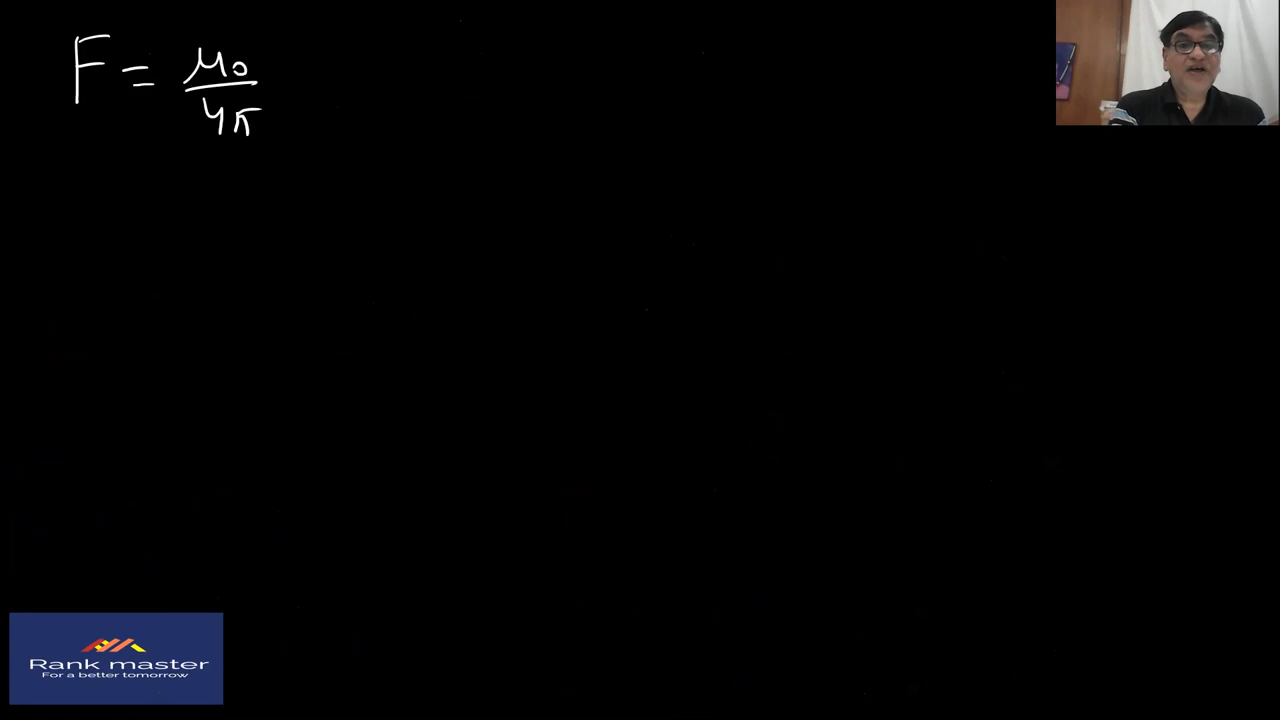 F = μ₀
4π
Rank master
For a better tomorrow